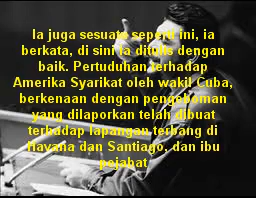 Ia juga sesuatu seperti ini, ia
berkata, di sini ia ditulis dengan
baik. Pertuduhan terhadap
Amerika Syarikat oleh wakil Cuba,
berkenaan dengan pengeboman
yang dilaporkan telah dibuat
terhadap lapangan terbang di
Havana dan Santiago, dan ibu
pejabat